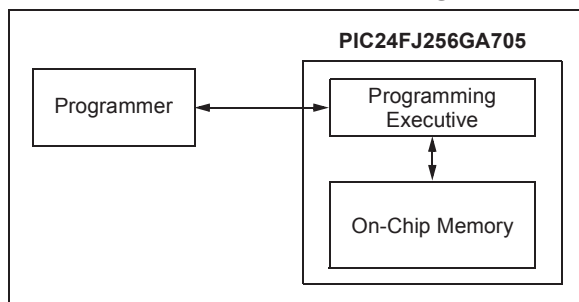 PIC24FJ256GA705
Programmer
Programming
Executive
On-Chip Memory